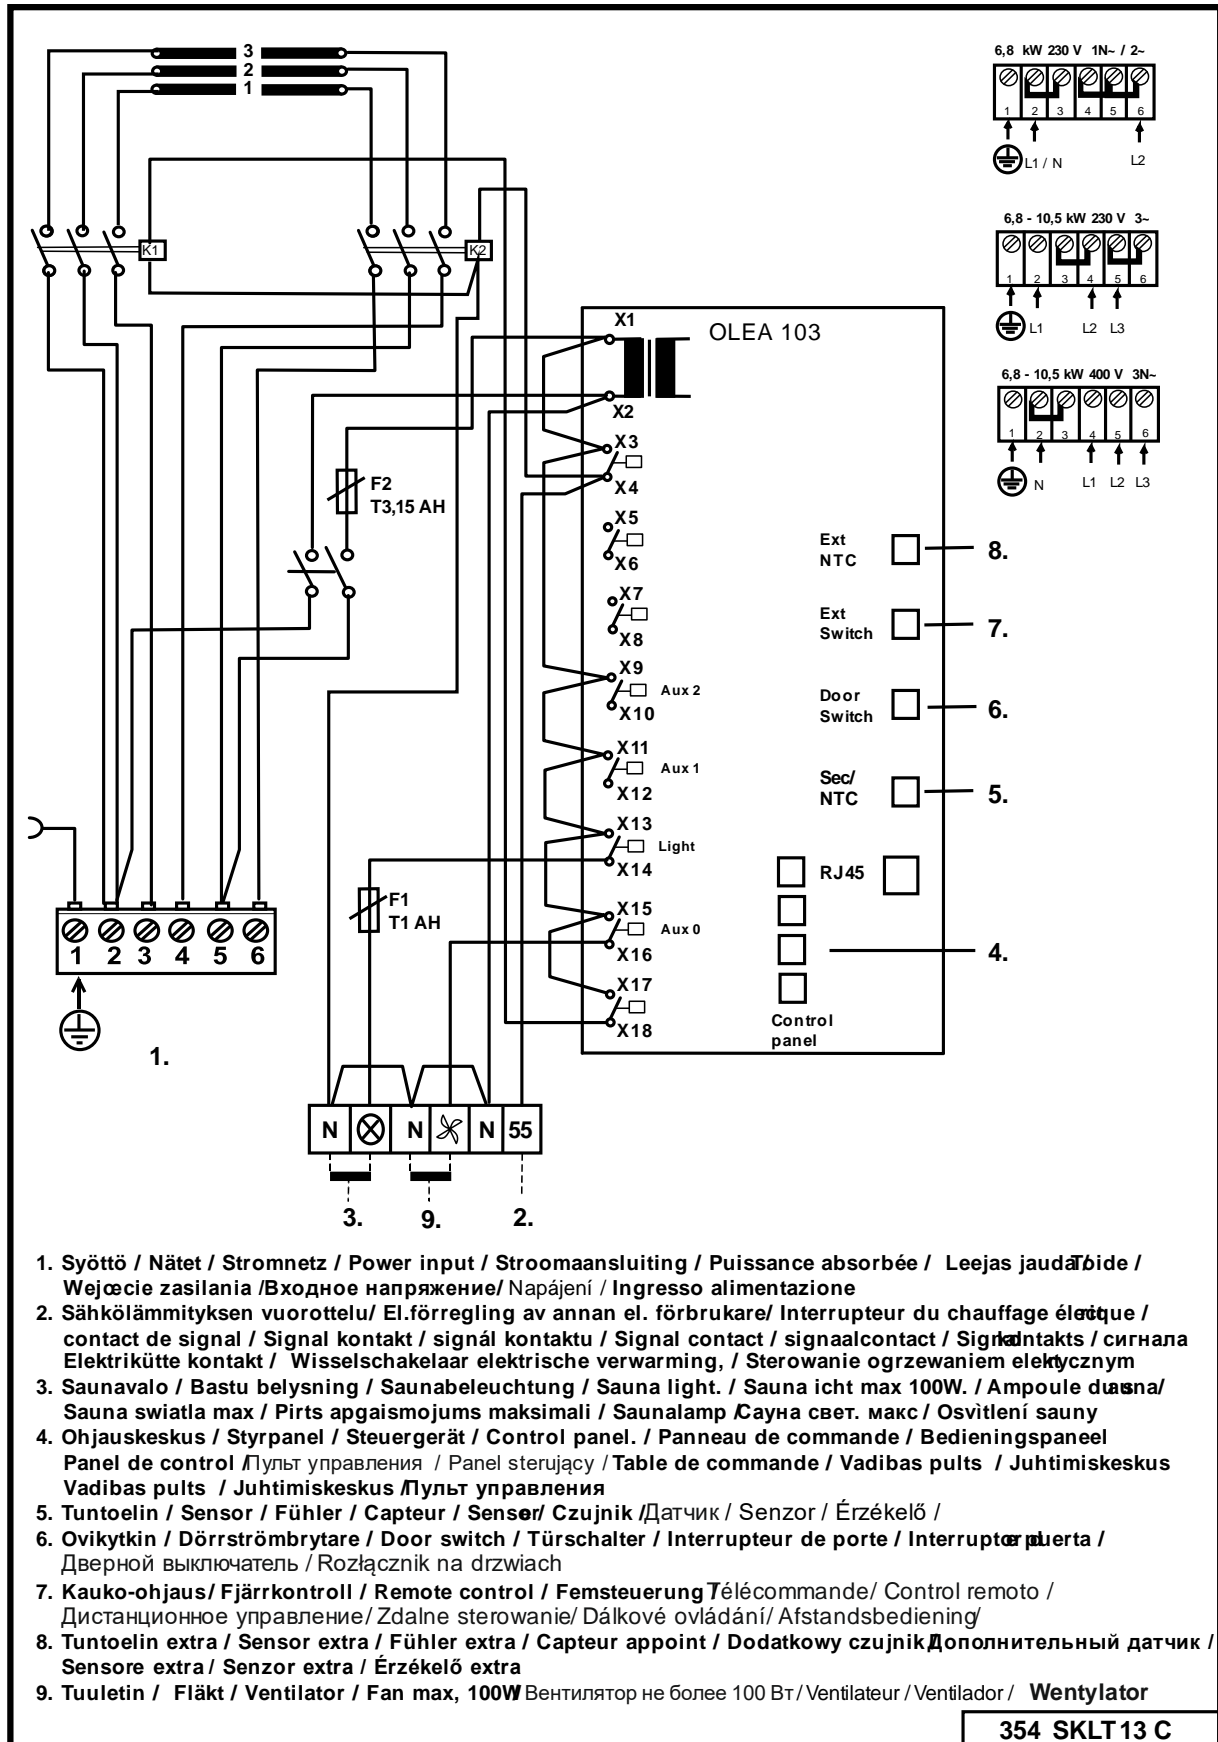 3
2
1
K1
K2
6,8 kW 230 V 1N~ / 2~
1 2 3 4 5 6
L1 / N L2
6,8 - 10,5 kW 230 V 3~
1 2 3 4 5 6
L1 L2 L3
6,8 - 10,5 kW 400 V 3N~
1 2 3 4 5 6
N L1 L2 L3
OLEA 103
X1
X2
X3
X4
X5
X6
X7
X8
X9
Aux 2
X10
X11
Aux 1
X12
X13
Light
X14
X15
Aux 0
X16
X17
X18
F2
T3,15 AH
F1
T1 AH
Ext
NTC
8.
Ext
Switch
7.
Door
Switch
6.
Sec/
NTC
5.
RJ45
4.
Control
panel
1 2 3 4 5 6
1.
N N N 55
3. 9. 2.
1. Syöttö / Nätet / Stromnetz / Power input / Stroomaansluiting / Puissance absorbée / Leejas jauda/Toide /
Wejœcie zasilania /Входное напряжение/ Napájení / Ingresso alimentazione
2. Sähkölämmityksen vuorottelu/ El.förregling av annan el. förbrukare/ Interrupteur du chauffage /
contact de signal / Signal kontakt / signál kontaktu / Signal contact / signaalcontact / / сигнала
Elektrikütte kontakt / Wisselschakelaar elektrische verwarming, / Sterowanie ogrzewaniem
3. Saunavalo / Bastu belysning / Saunabeleuchtung / Sauna light. / Sauna icht max 100W. / Ampoule /
Sauna swiatla max / Pirts apgaismojums maksimali / Saunalamp /Сауна свет. макс / Osvìtlení sauny
4. Ohjauskeskus / Styrpanel / Steuergerät / Control panel. / Panneau de commande / Bedieningspaneel
Panel de control /Пульт управления / Panel sterujący / Table de commande / Vadibas pults / Juhtimiskeskus
Vadibas pults / Juhtimiskeskus /Пульт управления
5. Tuntoelin / Sensor / Fühler / Capteur / Sensor/ Czujnik /Датчик / Senzor / Érzékelő /
6. Ovikytkin / Dörrströmbrytare / Door switch / Türschalter / Interrupteur de porte / /
Дверной выключатель / Rozłącznik na drzwiach
7. Kauko-ohjaus/ Fjärrkontroll / Remote control / Femsteuerung Télécommande/ Control remoto /
Дистанционное управление/ Zdalne sterowanie/ Dálkové ovládání/ Afstandsbediening/
8. Tuntoelin extra / Sensor extra / Fühler extra / Capteur appoint / Dodatkowy czujnik Дополнительный датчик /
Sensore extra / Senzor extra / Érzékelő extra
9. Tuuletin / Fläkt / Ventilator / Fan max, 100W Вентилятор не более 100 Вт / Ventilateur / Ventilador / Wentylator
354 SKLT 13 C